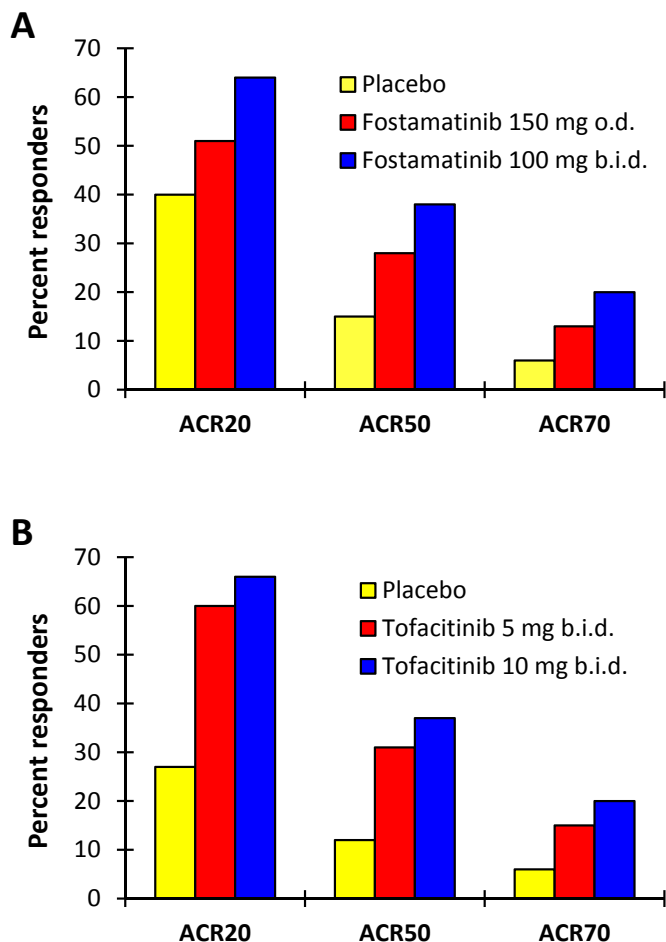 A
70
60
50
40
30
20
10
0
Percent responders
Placebo
Fostamatinib 150 mg o.d.
Fostamatinib 100 mg b.i.d.
ACR20 ACR50 ACR70
B
70
60
50
40
30
20
10
0
Percent responders
Placebo
Tofacitinib 5 mg b.i.d.
Tofacitinib 10 mg b.i.d.
ACR20 ACR50 ACR70